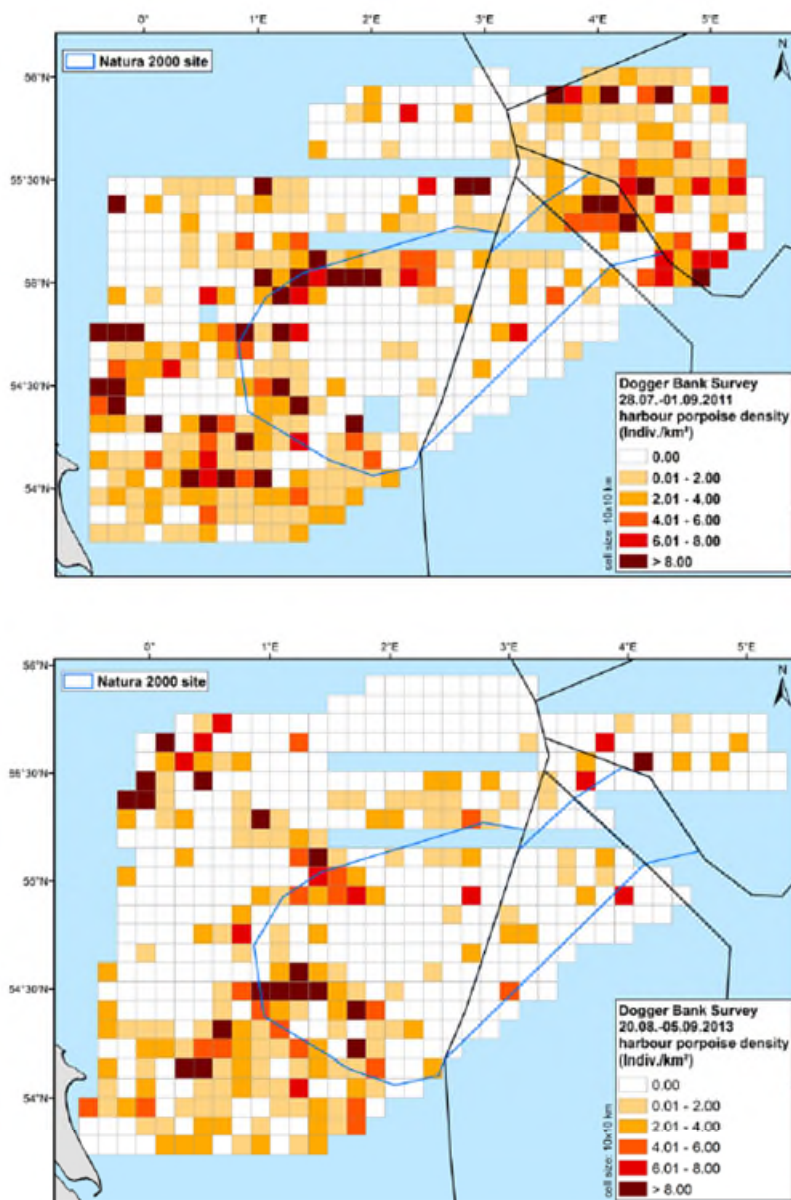 0° 1°E 2°E 3°E 4°E 5°E
Natura 2000 site
N
56°N
55°30'N
55°N
54°30'N
54°N
Dogger Bank Survey
28.07.-01.09.2011
harbour porpoise density
(Indiv./km²)
0.00
0.01 - 2.00
2.01 - 4.00
4.01 - 6.00
6.01 - 8.00
> 8.00
cell size: 10x10 km
0° 1°E 2°E 3°E 4°E 5°E
56°N
Natura 2000 site
N
55°30'N
55°N
54°30'N
54°N
Dogger Bank Survey
20.08.-05.09.2013
harbour porpoise density
(Indiv./km²)
0.00
0.01 - 2.00
2.01 - 4.00
4.01 - 6.00
6.01 - 8.00
> 8.00
cell size: 10x10 km